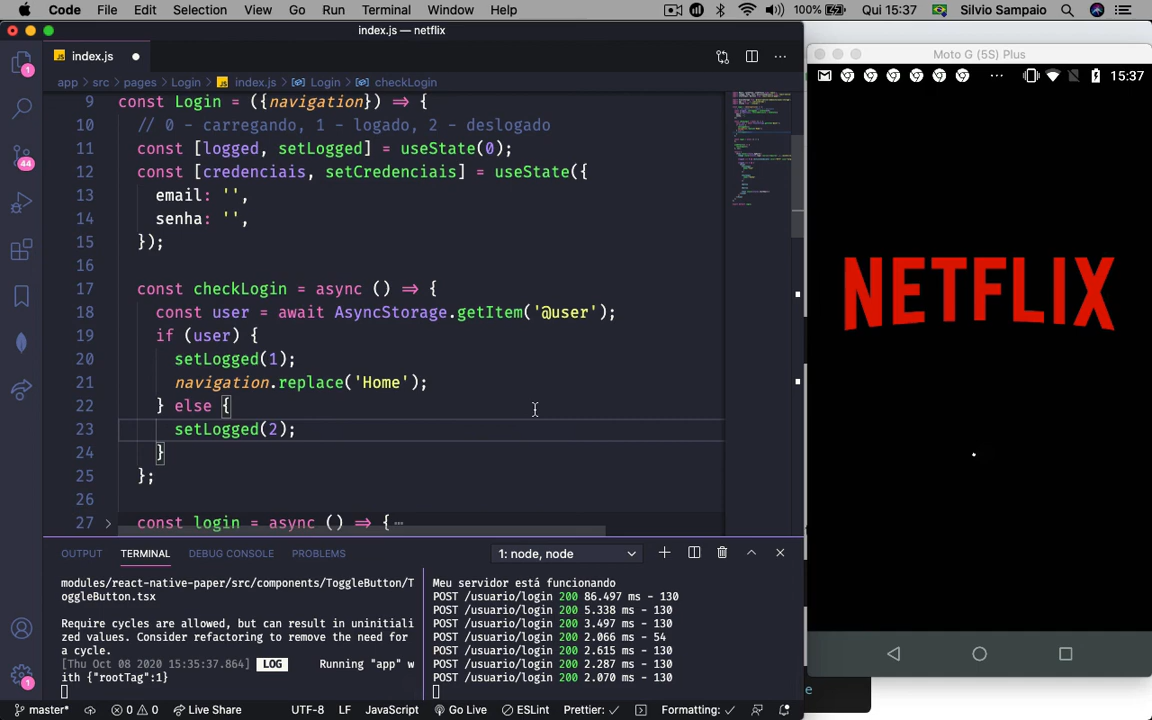 Code File Edit Selection View Go Run Terminal Window Help 100% Qui 15:37 Silvio Sampaio
index.js — netflix
JS index.js
app > src > pages > Login > JS index.js > Login > checkLogin
9 const Login = ({navigation}) => {
10 // 0 - carregando, 1 - logado, 2 - deslogado
11 const [logged, setLogged] = useState(0);
12 const [credenciais, setCredenciais] = useState({
13 email: '',
14 senha: '',
15 });
16
17 const checkLogin = async () => {
18 const user = await AsyncStorage.getItem('@user');
19 if (user) {
20 setLogged(1);
21 navigation.replace('Home');
22 } else {
23 setLogged(2);
24 }
25 };
26
27 const login = async () => {
1
44
1
OUTPUT TERMINAL DEBUG CONSOLE PROBLEMS 1: node, node
modules/react-native-paper/src/components/ToggleButton/T
oggleButton.tsx
Require cycles are allowed, but can result in uninitiali
zed values. Consider refactoring to remove the need for
a cycle.
[Thu Oct 08 2020 15:35:37.864] LOG Running "app" w
ith {"rootTag":1}
Meu servidor está funcionando
POST /usuario/login 200 86.497 ms - 130
POST /usuario/login 200 5.338 ms - 130
POST /usuario/login 200 3.497 ms - 130
POST /usuario/login 200 2.066 ms - 54
POST /usuario/login 200 2.615 ms - 130
POST /usuario/login 200 2.287 ms - 130
POST /usuario/login 200 2.070 ms - 130
master* 0 0 Live Share UTF-8 LF JavaScript Go Live ESLint Prettier: Formatting:
Moto G (5S) Plus
15:37
NETFLIX
e